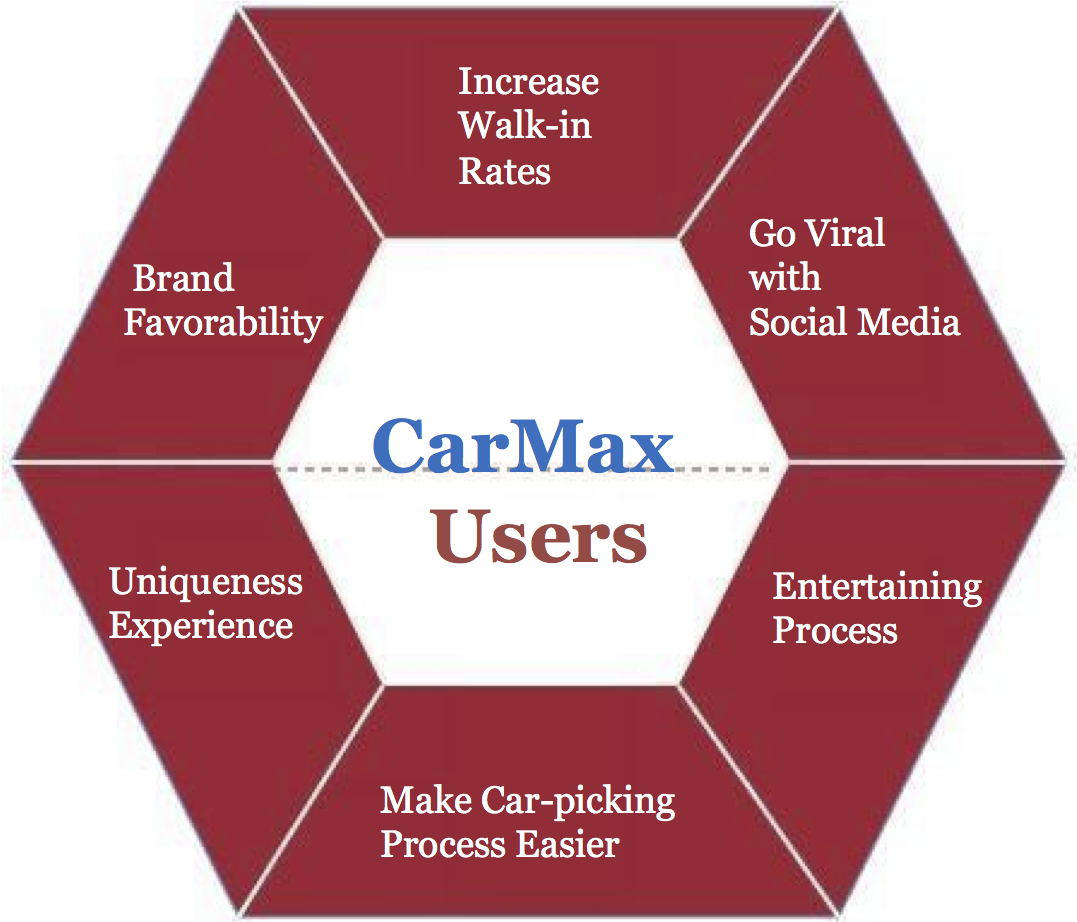 Increase
Walk-in
Rates
Go Viral
with
Social Media
Brand
Favorability
CarMax
Users
Uniqueness
Experience
Entertaining
Process
Make Car-picking
Process Easier